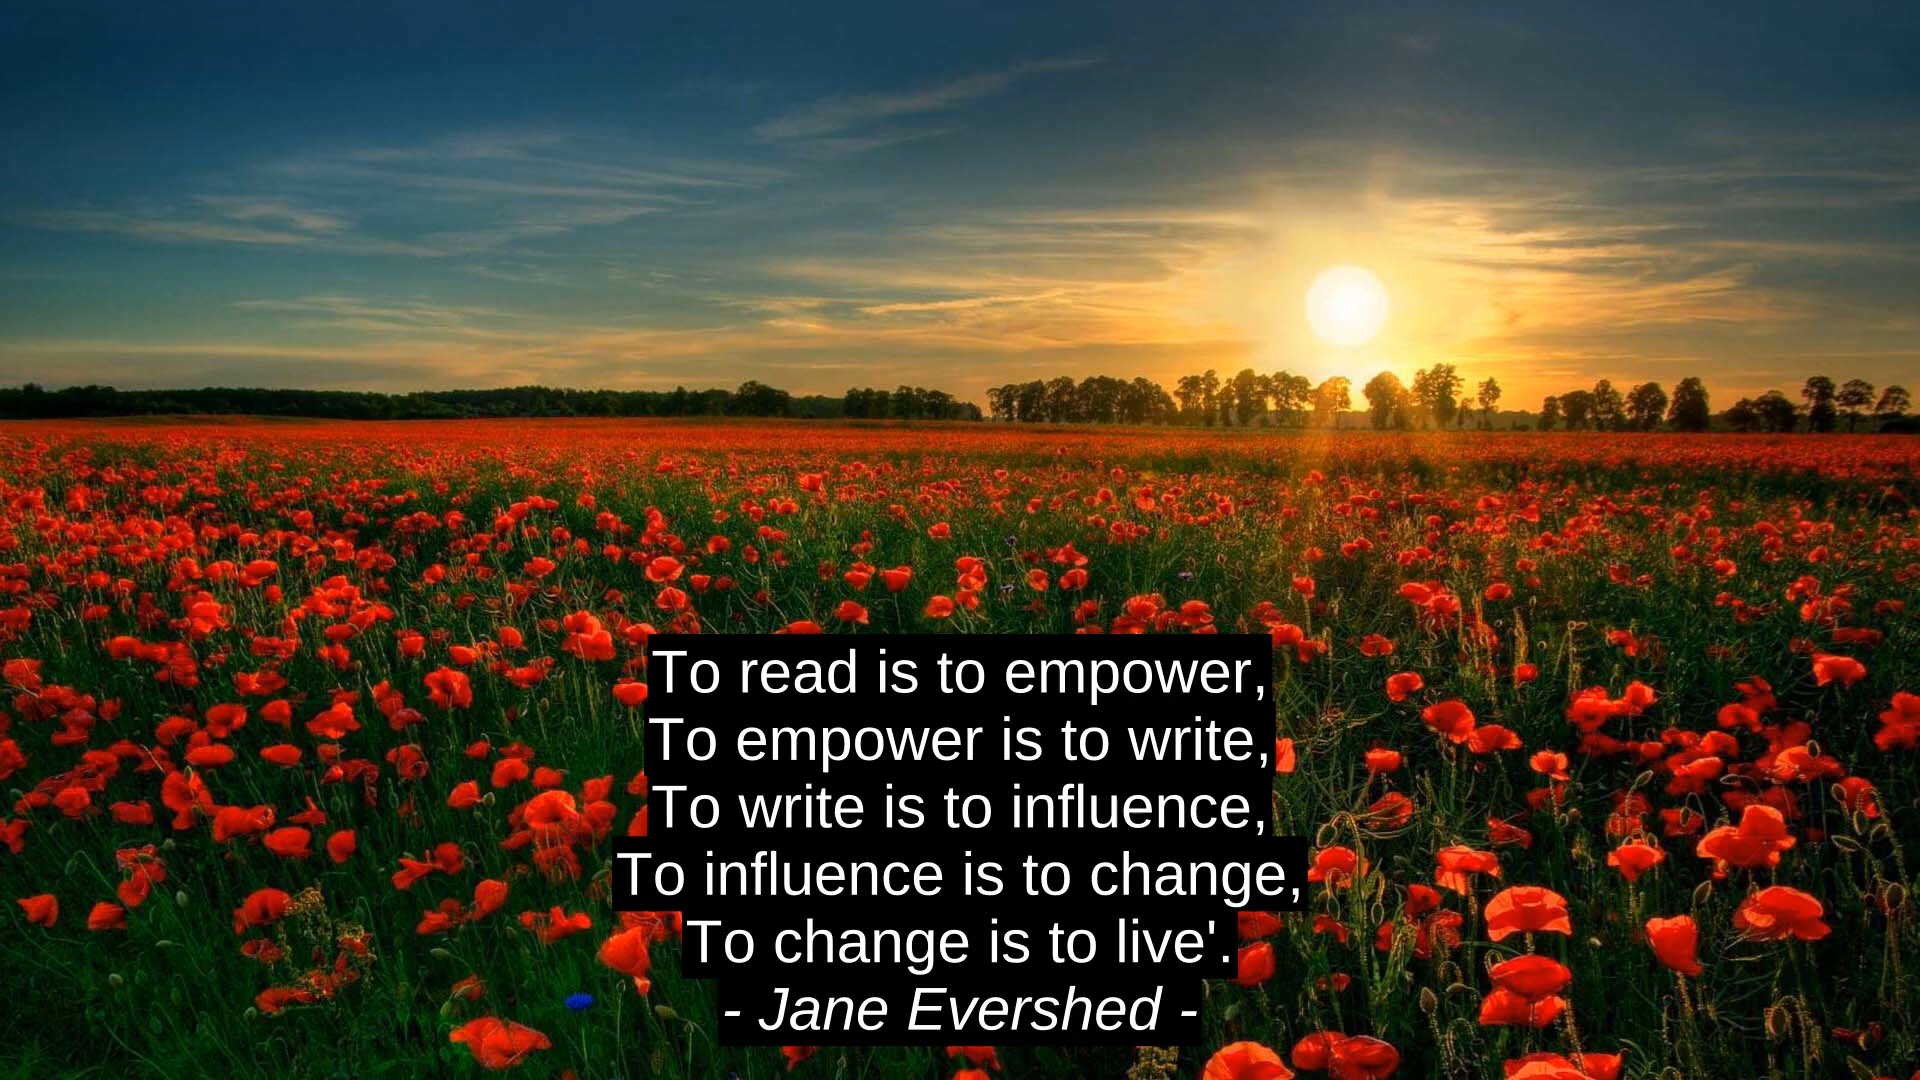 To read is to empower,
To empower is to write,
To write is to influence,
To influence is to change,
To change is to live'.
- Jane Evershed -